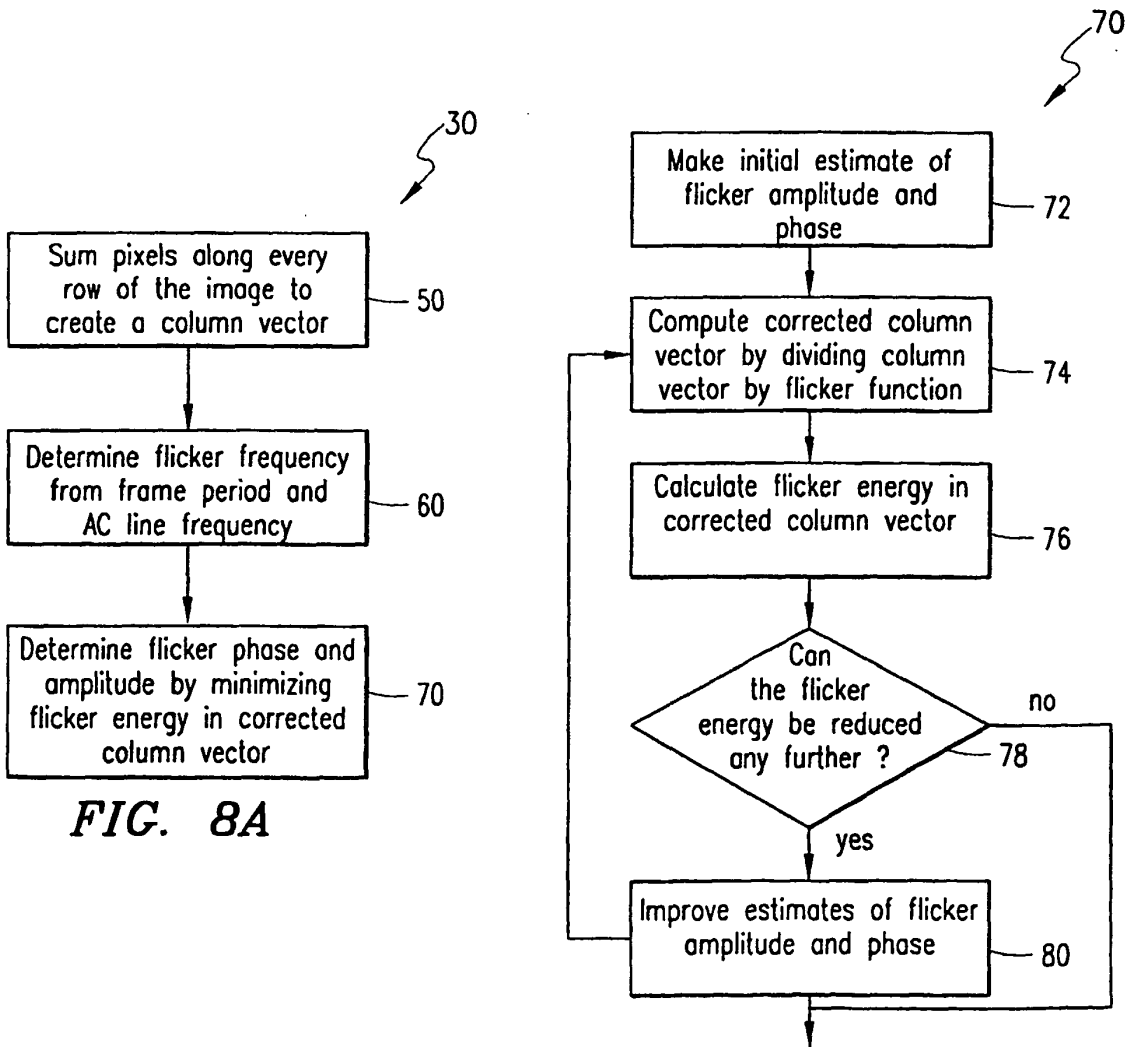 30
Sum pixels along every
row of the image to
create a column vector
50
Determine flicker frequency
from frame period and
AC line frequency
60
Determine flicker phase and
amplitude by minimizing
flicker energy in corrected
column vector
70
FIG. 8A
70
Make initial estimate of
flicker amplitude and
phase
72
Compute corrected column
vector by dividing column
vector by flicker function
74
Calculate flicker energy in
corrected column vector
76
Can
the flicker
energy be reduced
any further ?
no
78
yes
Improve estimates of flicker
amplitude and phase
80